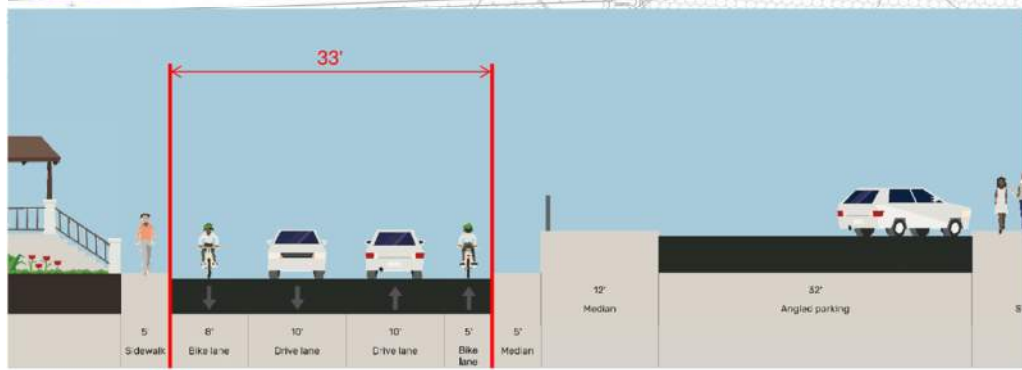 33'
5'
Sidewalk
8'
Bike lane
10'
Drive lane
10'
Drive lane
5'
Bike
lane
5'
Median
12'
Median
32'
Angled parking
S